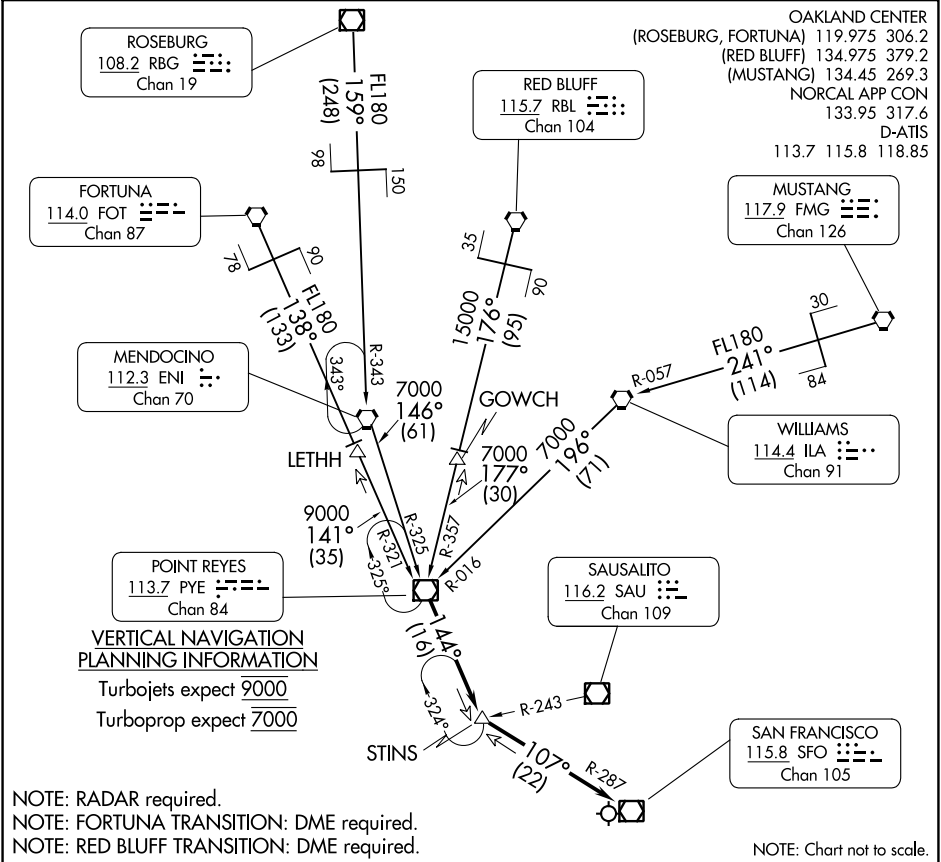 OAKLAND CENTER
(ROSEBURG, FORTUNA) 119.975 306.2
(RED BLUFF) 134.975 379.2
(MUSTANG) 134.45 269.3
NORCAL APP CON
133.95 317.6
D-ATIS
113.7 115.8 118.85
ROSEBURG
108.2 RBG
Chan 19
RED BLUFF
115.7 RBL
Chan 104
FORTUNA
114.0 FOT
Chan 87
MUSTANG
117.9 FMG
Chan 126
FL180
159°
(248)
98
150
78
90
FL180
138°
(133)
35
90
15000
176°
(95)
30
84
FL180
241°
(114)
R-057
MENDOCINO
112.3 ENI
Chan 70
R-343
343°
7000
146°
(61)
GOWCH
WILLIAMS
114.4 ILA
Chan 91
LETHH
7000
177°
(30)
7000
196°
(71)
9000
141°
(35)
R-321
R-325
R-357
R-016
325°
POINT REYES
113.7 PYE
Chan 84
SAUSALITO
116.2 SAU
Chan 109
VERTICAL NAVIGATION
PLANNING INFORMATION
Turbojets expect 9000
Turboprop expect 7000
144°
(16)
324°
R-243
STINS
107°
(22)
R-287
SAN FRANCISCO
115.8 SFO
Chan 105
NOTE: RADAR required.
NOTE: FORTUNA TRANSITION: DME required.
NOTE: RED BLUFF TRANSITION: DME required.
NOTE: Chart not to scale.